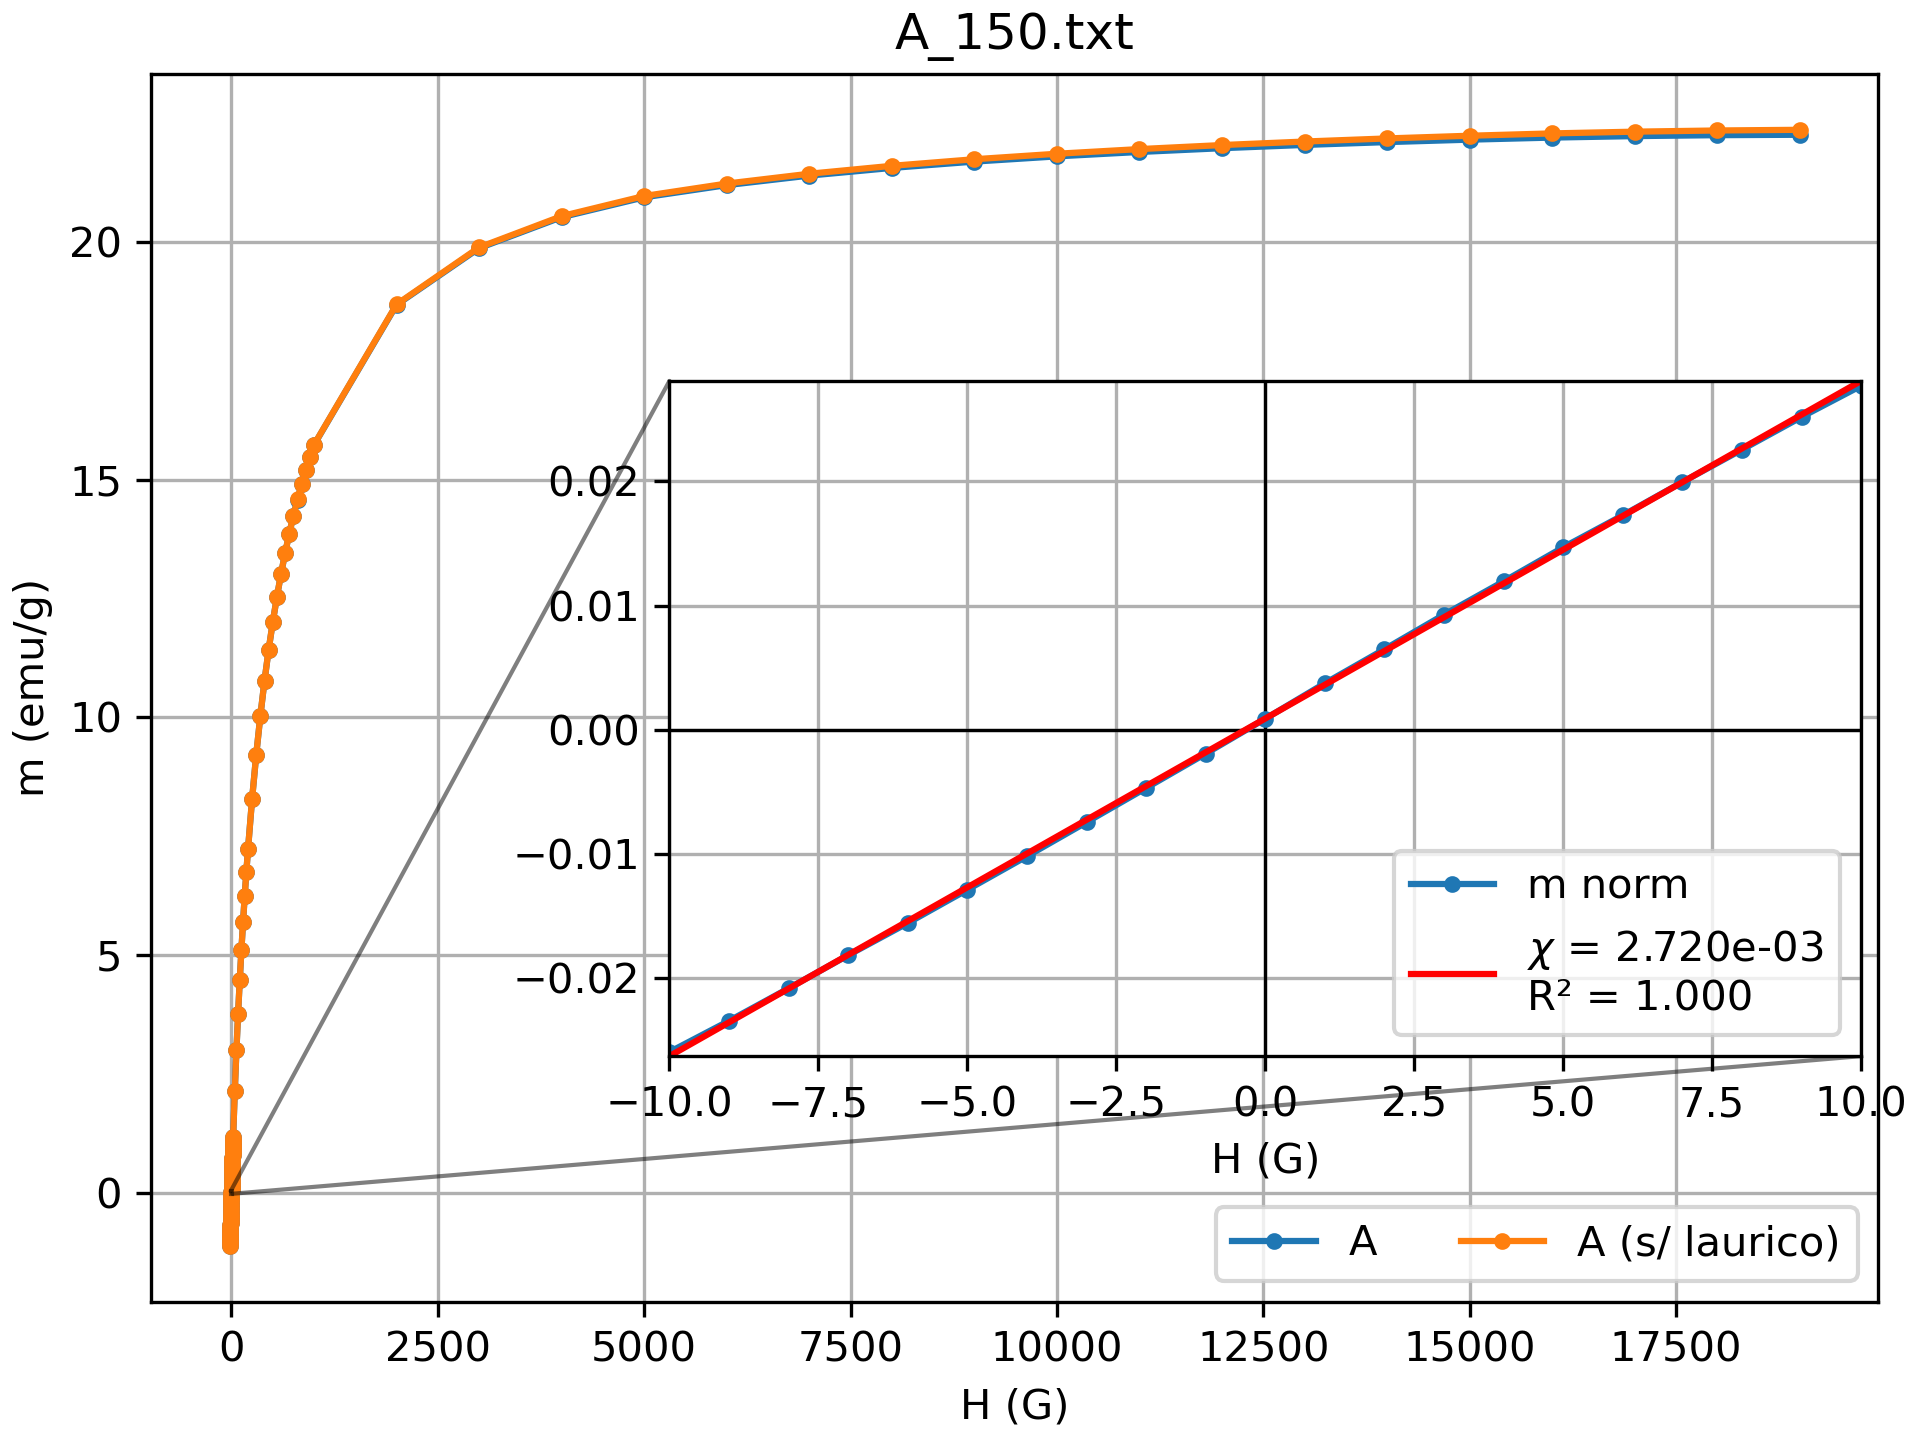 A_150.txt
m (emu/g)
20
15
10
5
0
0.02
0.01
0.00
−0.01
−0.02
m norm
χ = 2.720e-03
R² = 1.000
−10.0 −7.5 −5.0 −2.5 0.0 2.5 5.0 7.5 10.0
H (G)
A A (s/ laurico)
0 2500 5000 7500 10000 12500 15000 17500
H (G)